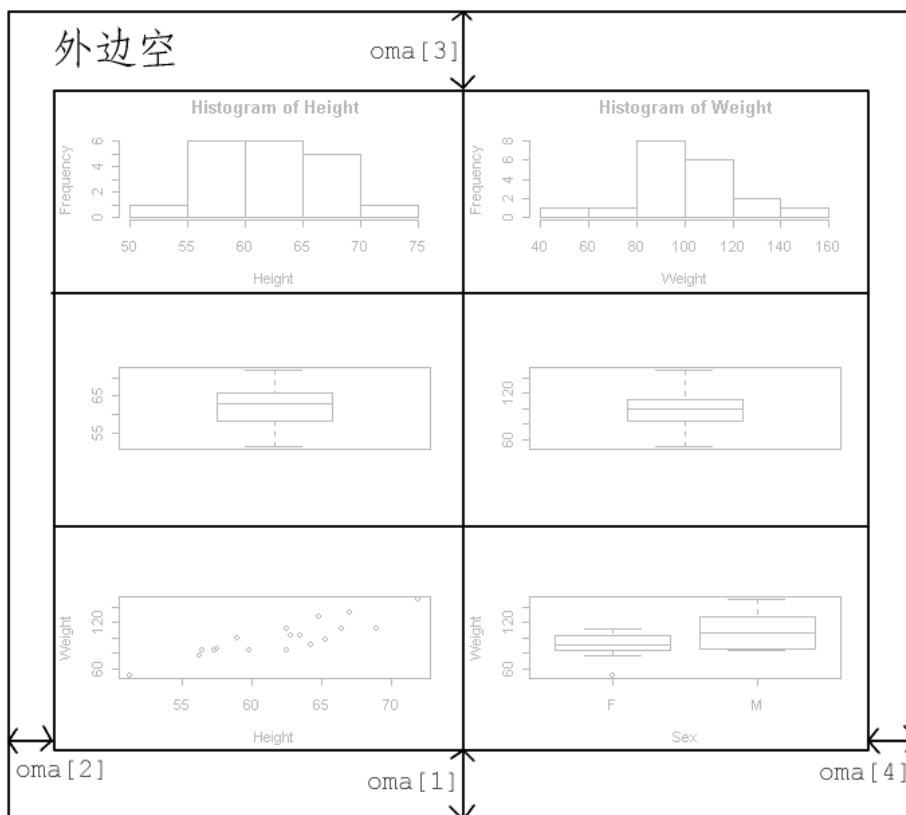 外边空
oma[3]
Histogram of Height
Frequency
0 2 4 6
50 55 60 65 70 75
Height
Histogram of Weight
Frequency
0 2 4 6 8
40 60 80 100 120 140 160
Weight
55 65
60 120
Weight
60 120
55 60 65 70
Height
Weight
60 120
F M
Sex
oma[2]
oma[1]
oma[4]